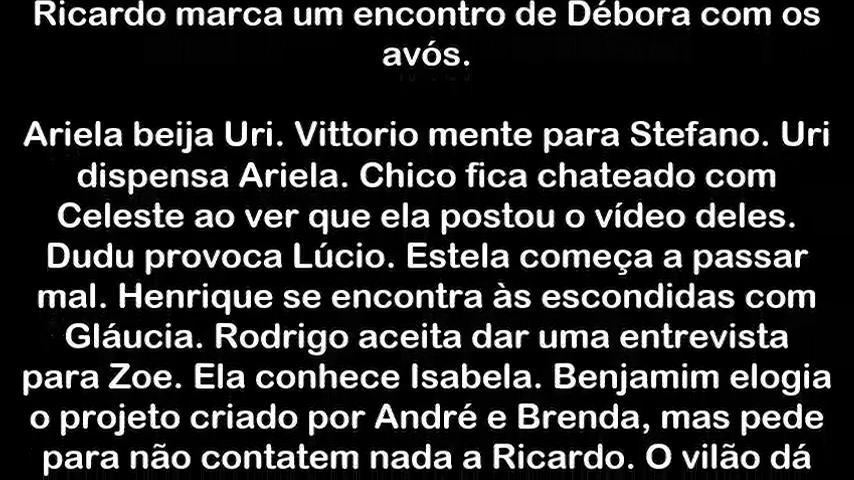 Ricardo marca um encontro de Débora com os
avós.
Ariela beija Uri. Vittorio mente para Stefano. Uri
dispensa Ariela. Chico fica chateado com
Celeste ao ver que ela postou o vídeo deles.
Dudu provoca Lúcio. Estela começa a passar
mal. Henrique se encontra às escondidas com
Gláucia. Rodrigo aceita dar uma entrevista
para Zoe. Ela conhece Isabela. Benjamim elogia
o projeto criado por André e Brenda, mas pede
para não contatem nada a Ricardo. O vilão dá